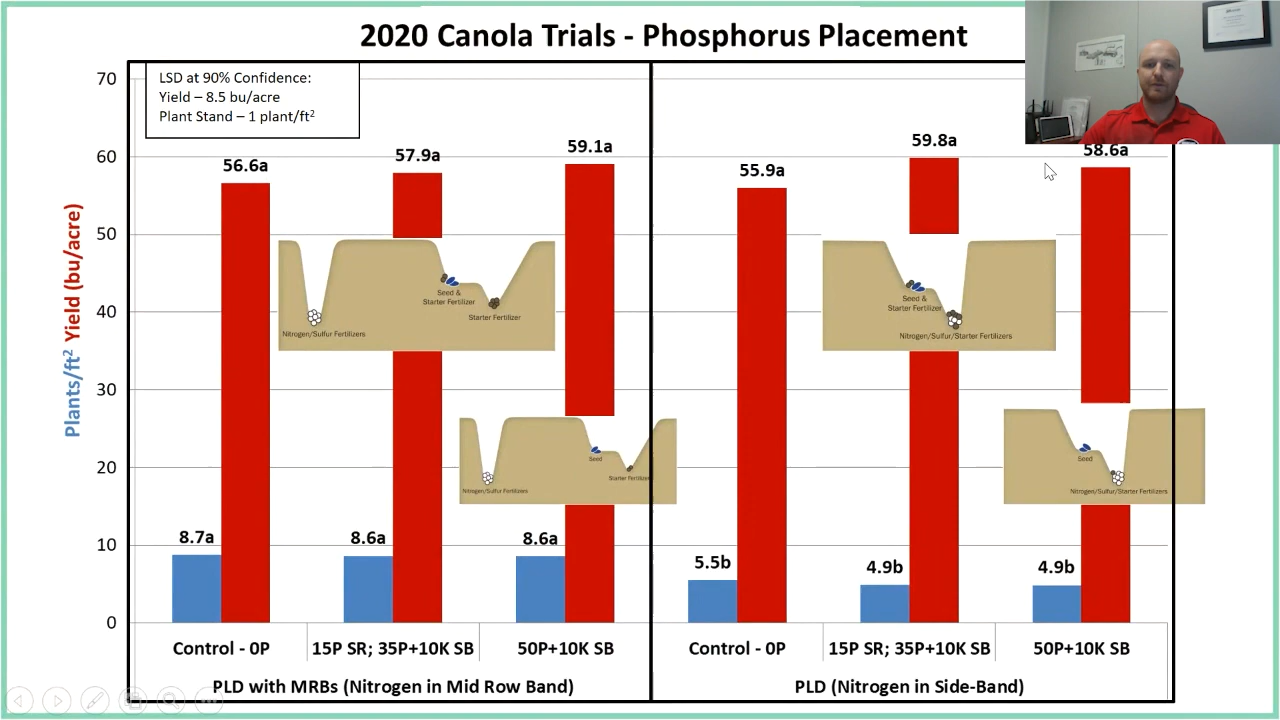 2020 Canola Trials - Phosphorus Placement
LSD at 90% Confidence:
Yield – 8.5 bu/acre
Plant Stand – 1 plant/ft²
Plants/ft² Yield (bu/acre)
70
60
50
40
30
20
10
0
8.7a
56.6a
8.6a
57.9a
8.6a
59.1a
5.5b
55.9a
4.9b
59.8a
4.9b
58.6a
Seed &
Starter Fertilizer
Starter Fertilizer
Nitrogen/Sulfur Fertilizers
Seed
Starter Fertilizer
Nitrogen/Sulfur Fertilizers
Seed &
Starter Fertilizer
Nitrogen/Sulfur/Starter Fertilizers
Seed
Nitrogen/Sulfur/Starter Fertilizers
Control - 0P
15P SR; 35P+10K SB
50P+10K SB
Control - 0P
15P SR; 35P+10K SB
50P+10K SB
PLD with MRBs (Nitrogen in Mid Row Band)
PLD (Nitrogen in Side-Band)